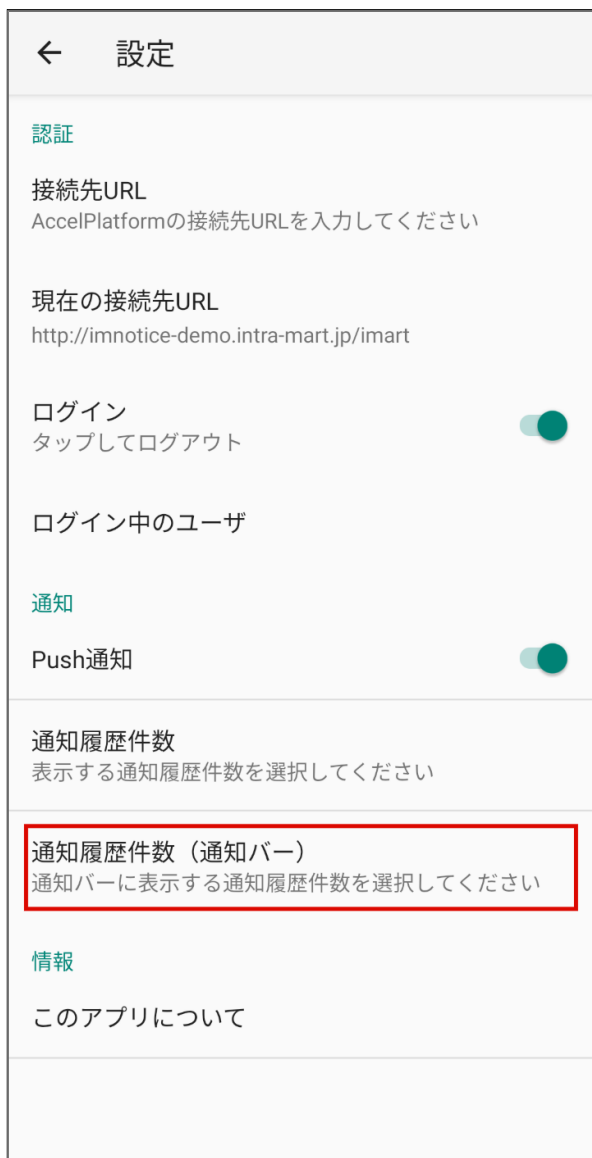 設定
認証
接続先URL
AccelPlatformの接続先URLを入力してください
現在の接続先URL
http://imnotice-demo.intra-mart.jp/imart
ログイン
タップしてログアウト
ログイン中のユーザ
通知
Push通知
通知履歴件数
表示する通知履歴件数を選択してください
通知履歴件数（通知バー）
通知バーに表示する通知履歴件数を選択してください
情報
このアプリについて